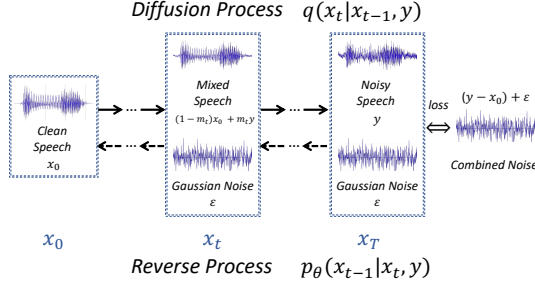 Diffusion Process q(x_t|x_{t-1}, y)
Clean
Speech
x_0
...
...
Mixed
Speech
(1 − m_t)x_0 + m_t y
Gaussian Noise
ε
...
...
Noisy
Speech
y
Gaussian Noise
ε
loss
(y − x_0) + ε
Combined Noise
x_0
x_t
x_T
Reverse Process p_θ(x_{t-1}|x_t, y)